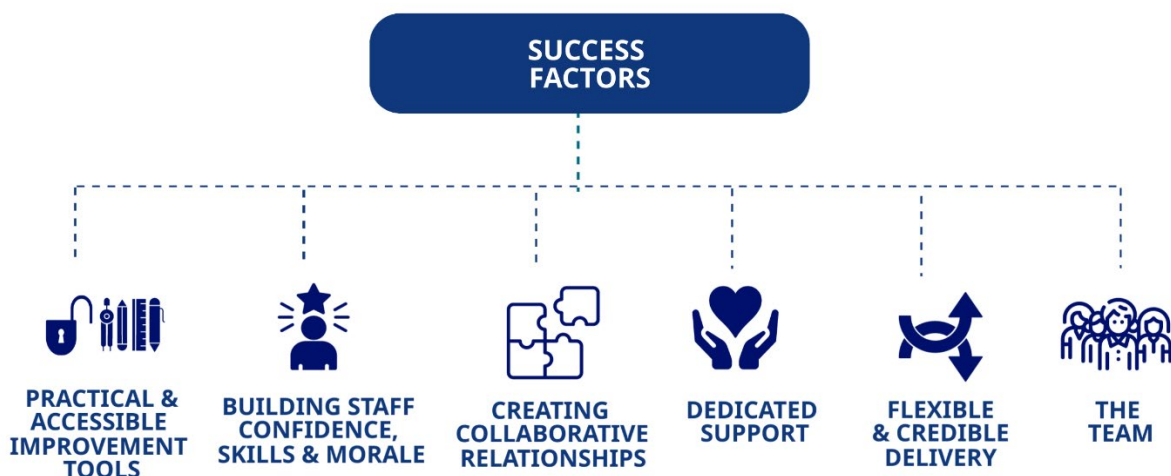 SUCCESS
FACTORS
PRACTICAL &
ACCESSIBLE
IMPROVEMENT
TOOLS
BUILDING STAFF
CONFIDENCE,
SKILLS & MORALE
CREATING
COLLABORATIVE
RELATIONSHIPS
DEDICATED
SUPPORT
FLEXIBLE
& CREDIBLE
DELIVERY
THE
TEAM